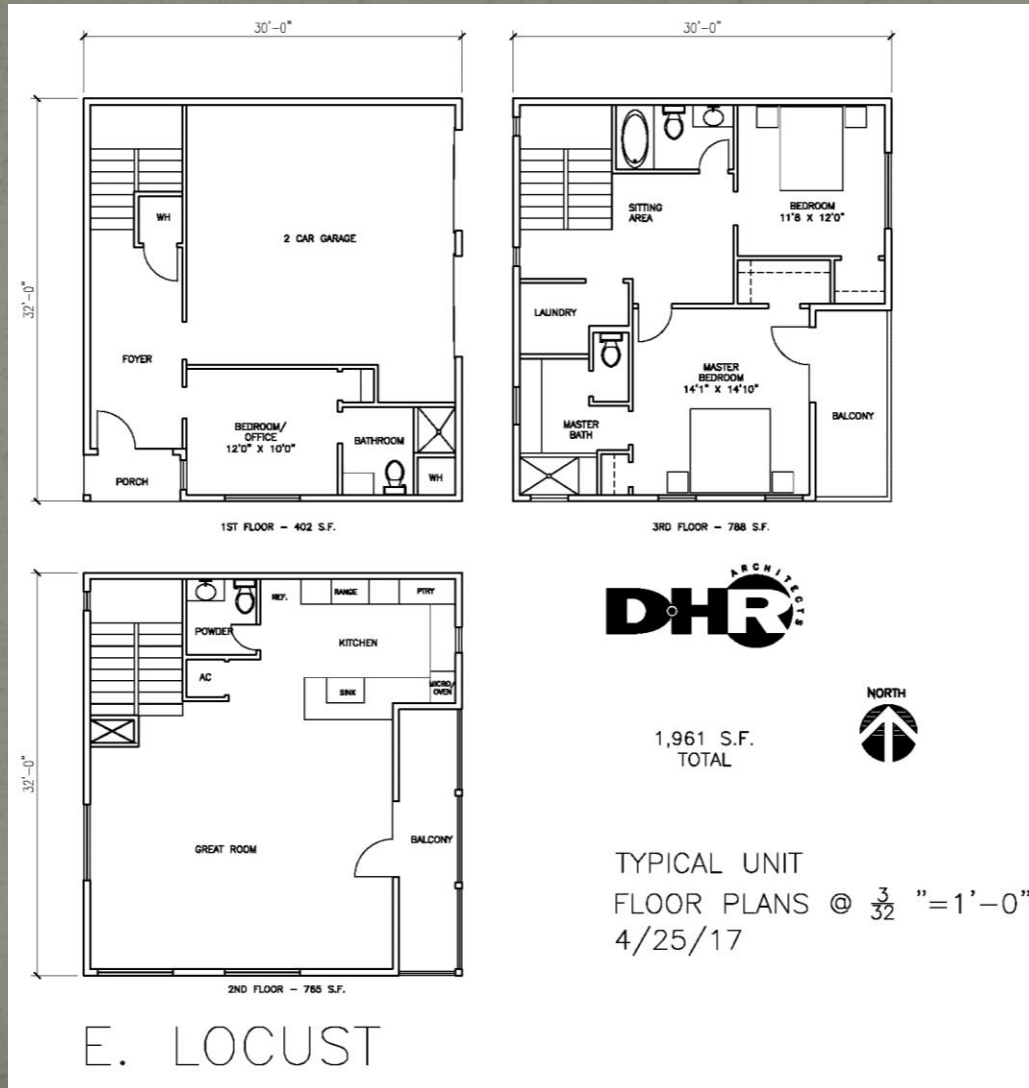 30'-0"
30'-0"
32'-0"
WH
2 CAR GARAGE
FOYER
BEDROOM/
OFFICE
12'0" X 10'0"
BATHROOM
WH
PORCH
1ST FLOOR - 402 S.F.
SITTING
AREA
BEDROOM
11'8 X 12'0"
LAUNDRY
MASTER
BEDROOM
14'1" X 14'10"
BALCONY
MASTER
BATH
3RD FLOOR - 788 S.F.
32'-0"
POWDER
REF.
RANGE
PTRY
KITCHEN
AC
SINK
MICRO/
OVEN
GREAT ROOM
BALCONY
2ND FLOOR - 765 S.F.
DHR
ARCHITECTS
NORTH
1,961 S.F.
TOTAL
TYPICAL UNIT
FLOOR PLANS @ 3/32 "=1'-0"
4/25/17
E. LOCUST